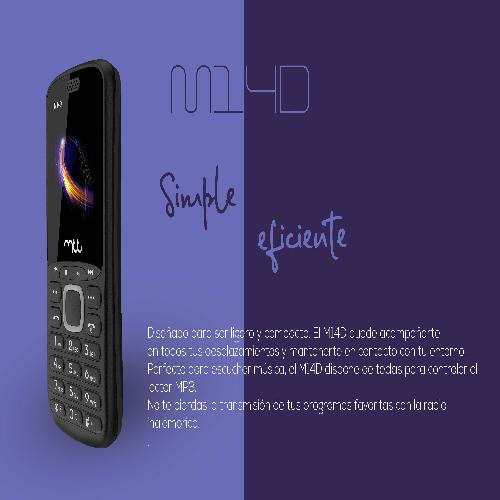 M14D
Simple
eficiente
mtt
Diseñado para ser ligero y compacto. El M14D puede acompañarte
en todos tus desplazamientos y mantenerte en contacto con tu entorno.
Perfecto para escuchar música, el M14D dispone de teclas para controlar el
lector MP3.
No te pierdas la transmisión de tus programas favoritos con la radio
inalámbrica.